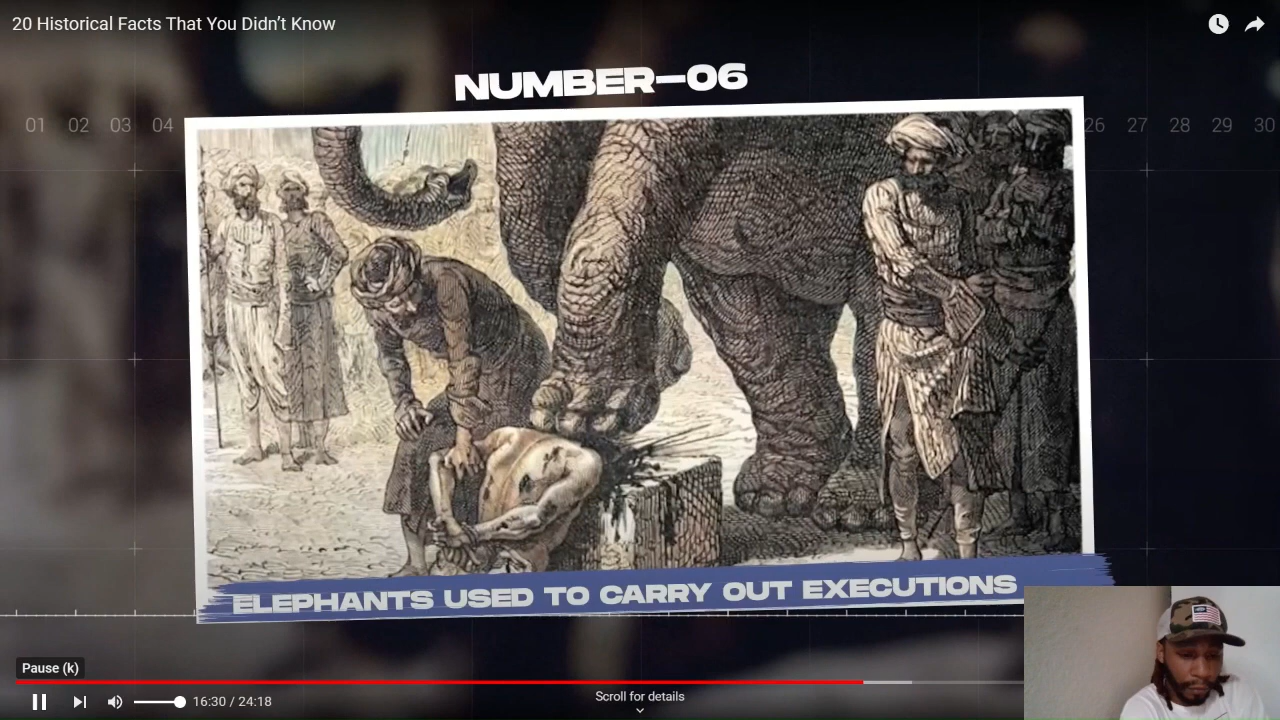 20 Historical Facts That You Didn’t Know
NUMBER—06
01 02 03 04
26 27 28 29 30
ELEPHANTS USED TO CARRY OUT EXECUTIONS
Pause (k)
16:30 / 24:18
Scroll for details